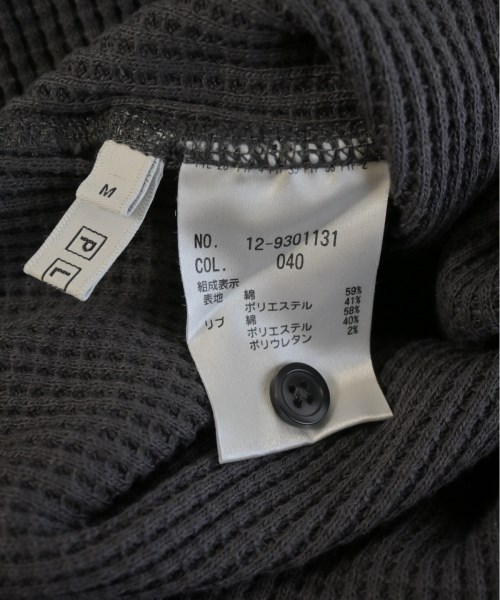 M
P
L
NO. 12-9301131
COL. 040
組成表示
表地 綿 59%
ポリエステル 41%
リブ 綿 58%
ポリエステル 40%
ポリウレタン 2%